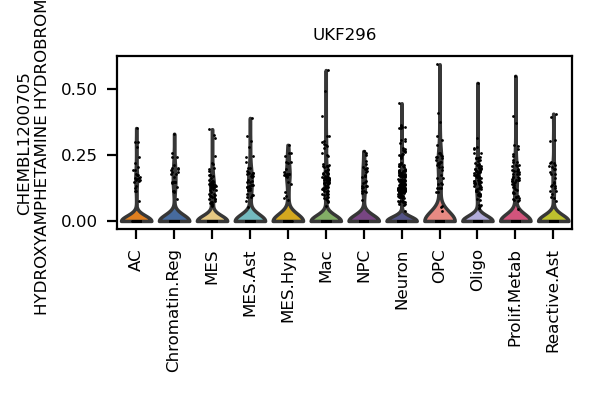 UKF296
CHEMBL1200705
HYDROXYAMPHETAMINE HYDROBROM
0.50
0.25
0.00
AC
Chromatin.Reg
MES
MES.Ast
MES.Hyp
Mac
NPC
Neuron
OPC
Oligo
Prolif.Metab
Reactive.Ast